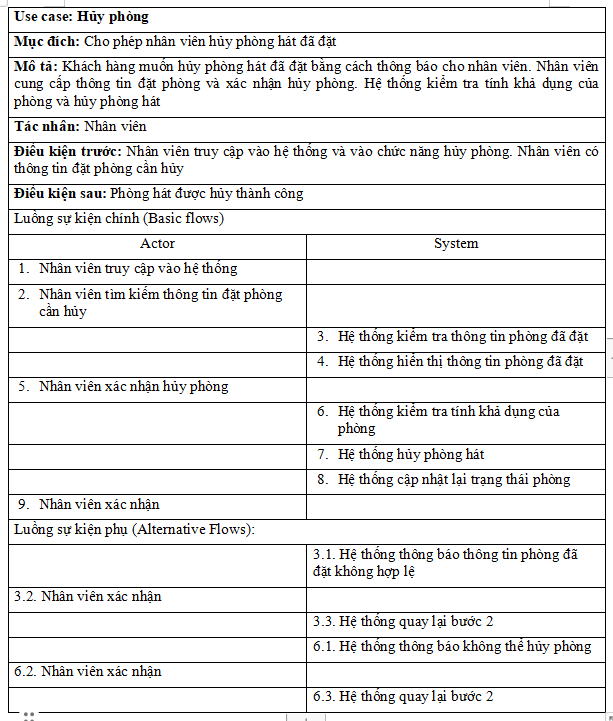 Use case: Hủy phòng
Mục đích: Cho phép nhân viên hủy phòng hát đã đặt
Mô tả: Khách hàng muốn hủy phòng hát đã đặt bằng cách thông báo cho nhân viên. Nhân viên
cung cấp thông tin đặt phòng và xác nhận hủy phòng. Hệ thống kiểm tra tính khả dụng của
phòng và hủy phòng hát
Tác nhân: Nhân viên
Điều kiện trước: Nhân viên truy cập vào hệ thống và vào chức năng hủy phòng. Nhân viên có
thông tin đặt phòng cần hủy
Điều kiện sau: Phòng hát được hủy thành công
Luồng sự kiện chính (Basic flows)
Actor System
1. Nhân viên truy cập vào hệ thống
2. Nhân viên tìm kiếm thông tin đặt phòng
cần hủy
3. Hệ thống kiểm tra thông tin phòng đã đặt
4. Hệ thống hiển thị thông tin phòng đã đặt
5. Nhân viên xác nhận hủy phòng
6. Hệ thống kiểm tra tính khả dụng của
phòng
7. Hệ thống hủy phòng hát
8. Hệ thống cập nhật lại trạng thái phòng
9. Nhân viên xác nhận
Luồng sự kiện phụ (Alternative Flows):
3.1. Hệ thống thông báo thông tin phòng đã
đặt không hợp lệ
3.2. Nhân viên xác nhận
3.3. Hệ thống quay lại bước 2
6.1. Hệ thống thông báo không thể hủy phòng
6.2. Nhân viên xác nhận
6.3. Hệ thống quay lại bước 2